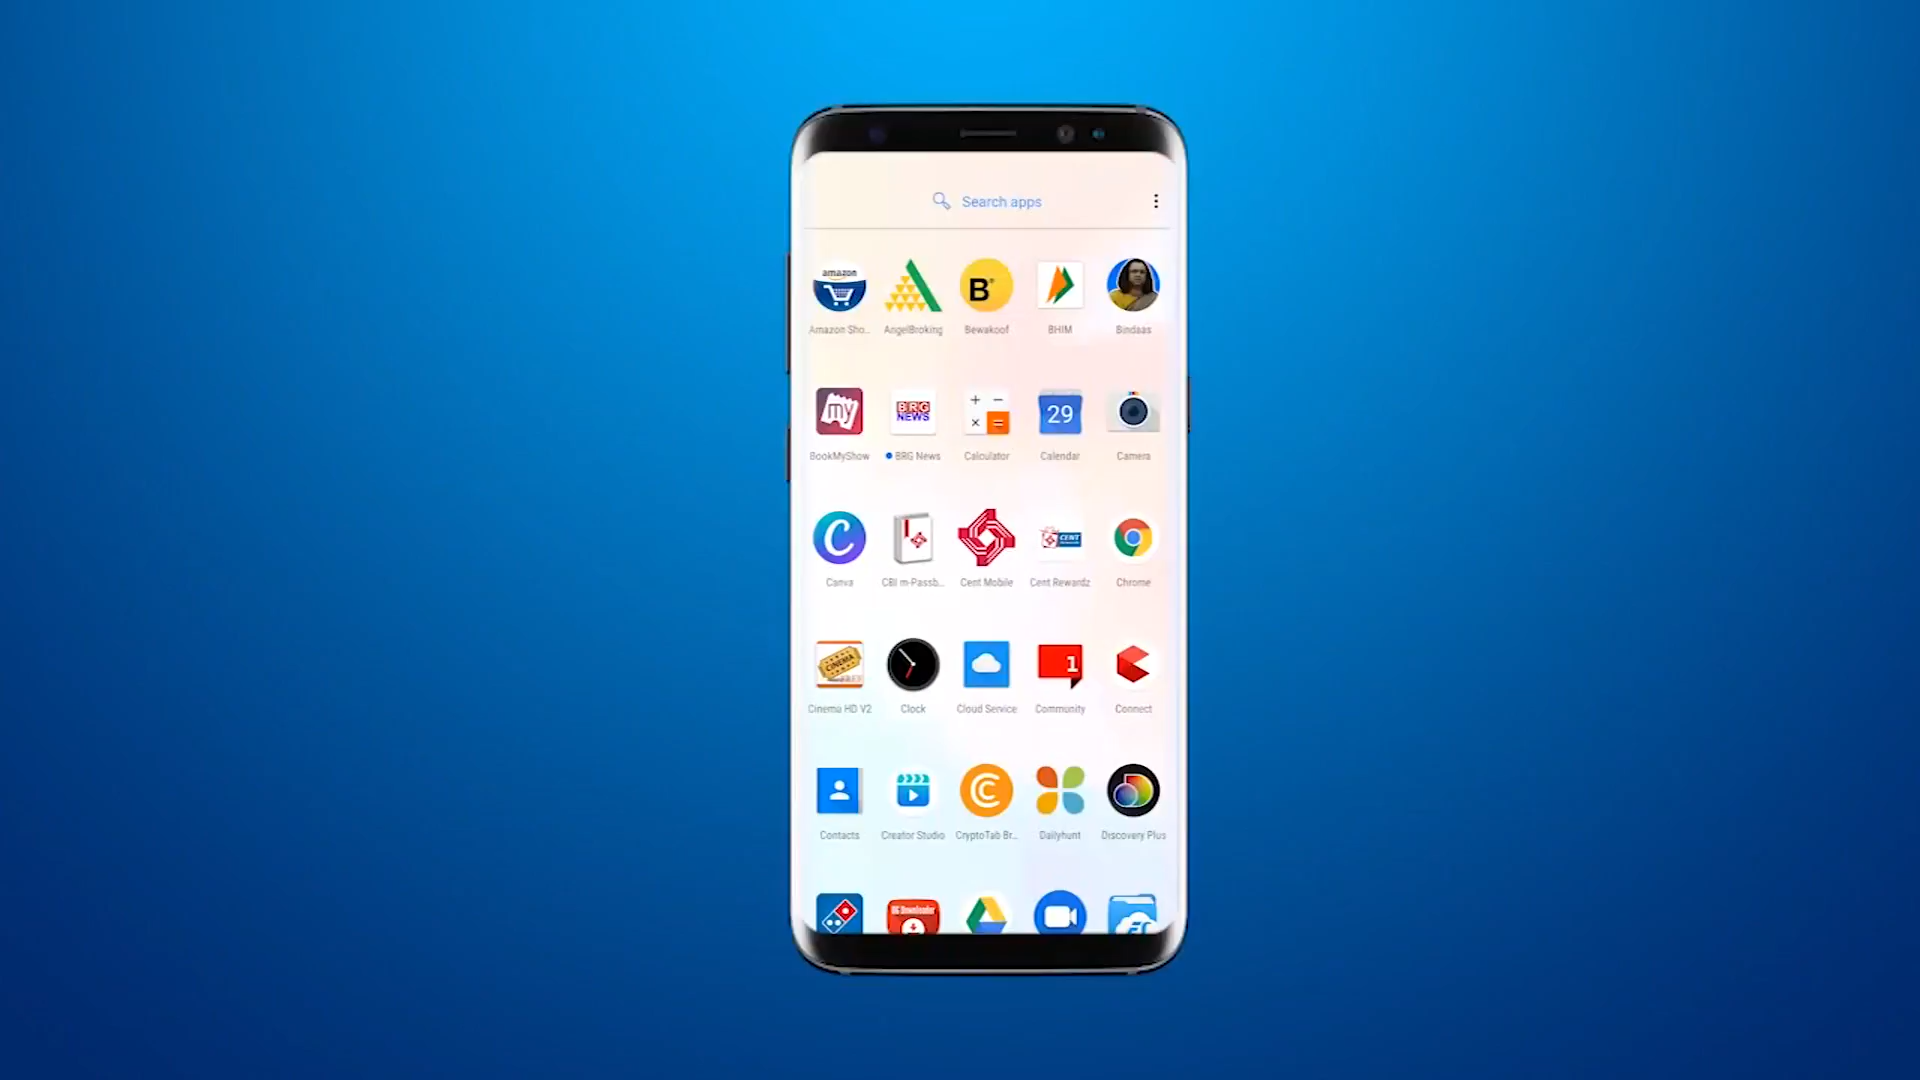 Search apps
amazon
B
Amazon Sho...
AngelBroking
Bewakoof
BHIM
Bindaas
my
BRG
NEWS
+ −
× =
29
BookMyShow
BRG News
Calculator
Calendar
Camera
C
CENT
Canva
CBI m-Passb...
Cent Mobile
Cent Rewardz
Chrome
CINEMA
1
Cinema HD V2
Clock
Cloud Service
Community
Connect
Contacts
Creator Studio
CryptoTab Br...
Dailyhunt
Discovery Plus